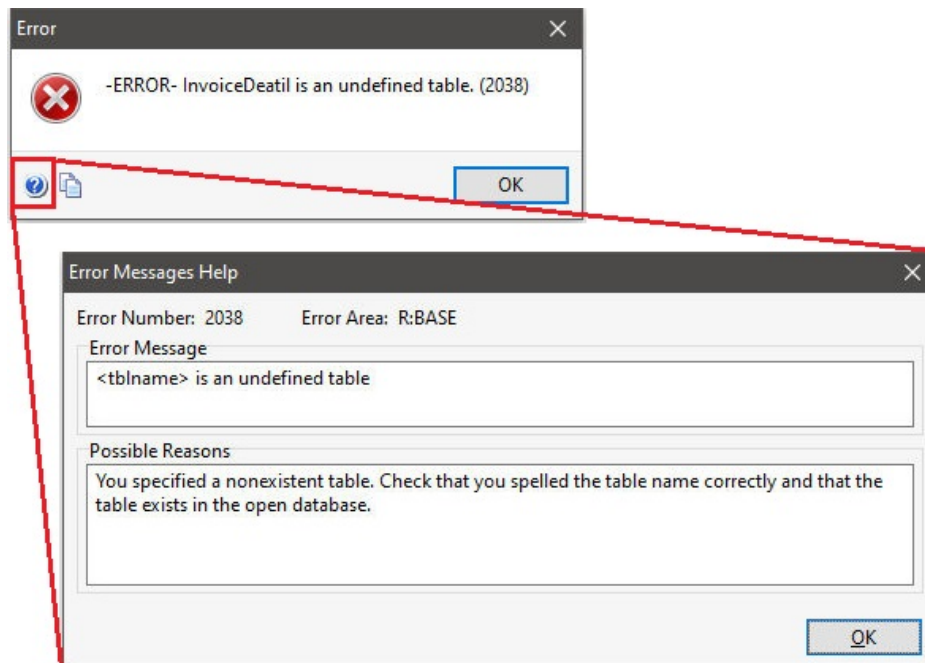 Error
-ERROR- InvoiceDeatil is an undefined table. (2038)
OK
Error Messages Help
Error Number: 2038 Error Area: R:BASE
Error Message
<tblname> is an undefined table
Possible Reasons
You specified a nonexistent table. Check that you spelled the table name correctly and that the
table exists in the open database.
OK